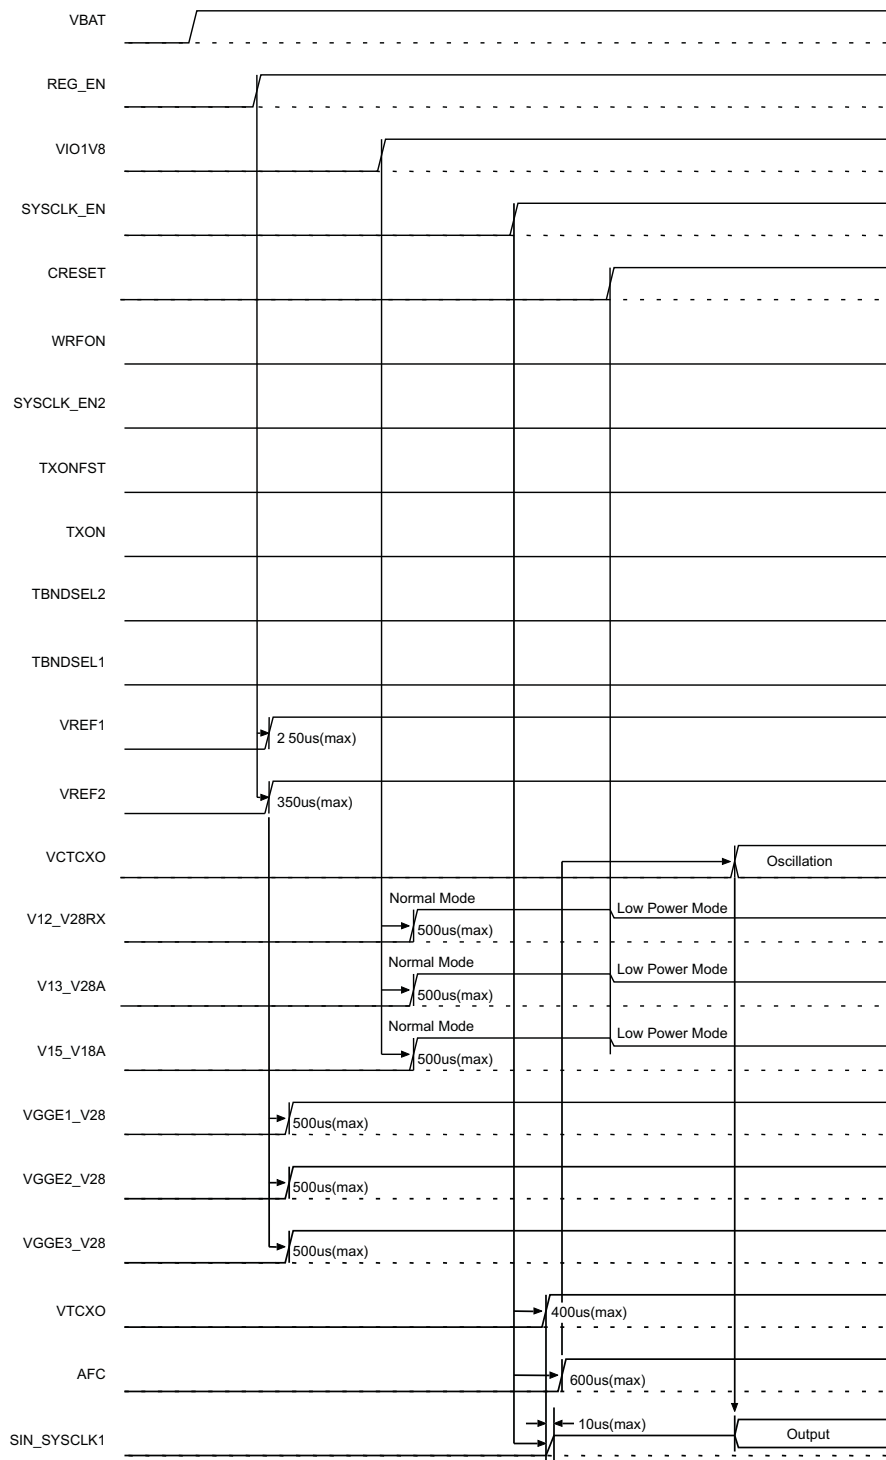 VBAT
REG_EN
VIO1V8
SYSCLK_EN
CRESET
WRFON
SYSCLK_EN2
TXONFST
TXON
TBNDSEL2
TBNDSEL1
VREF1
2 50us(max)
VREF2
350us(max)
VCTCXO
Oscillation
Normal Mode
Low Power Mode
V12_V28RX
500us(max)
Normal Mode
Low Power Mode
V13_V28A
500us(max)
Normal Mode
Low Power Mode
V15_V18A
500us(max)
VGGE1_V28
500us(max)
VGGE2_V28
500us(max)
VGGE3_V28
500us(max)
VTCXO
400us(max)
AFC
600us(max)
10us(max)
SIN_SYSCLK1
Output